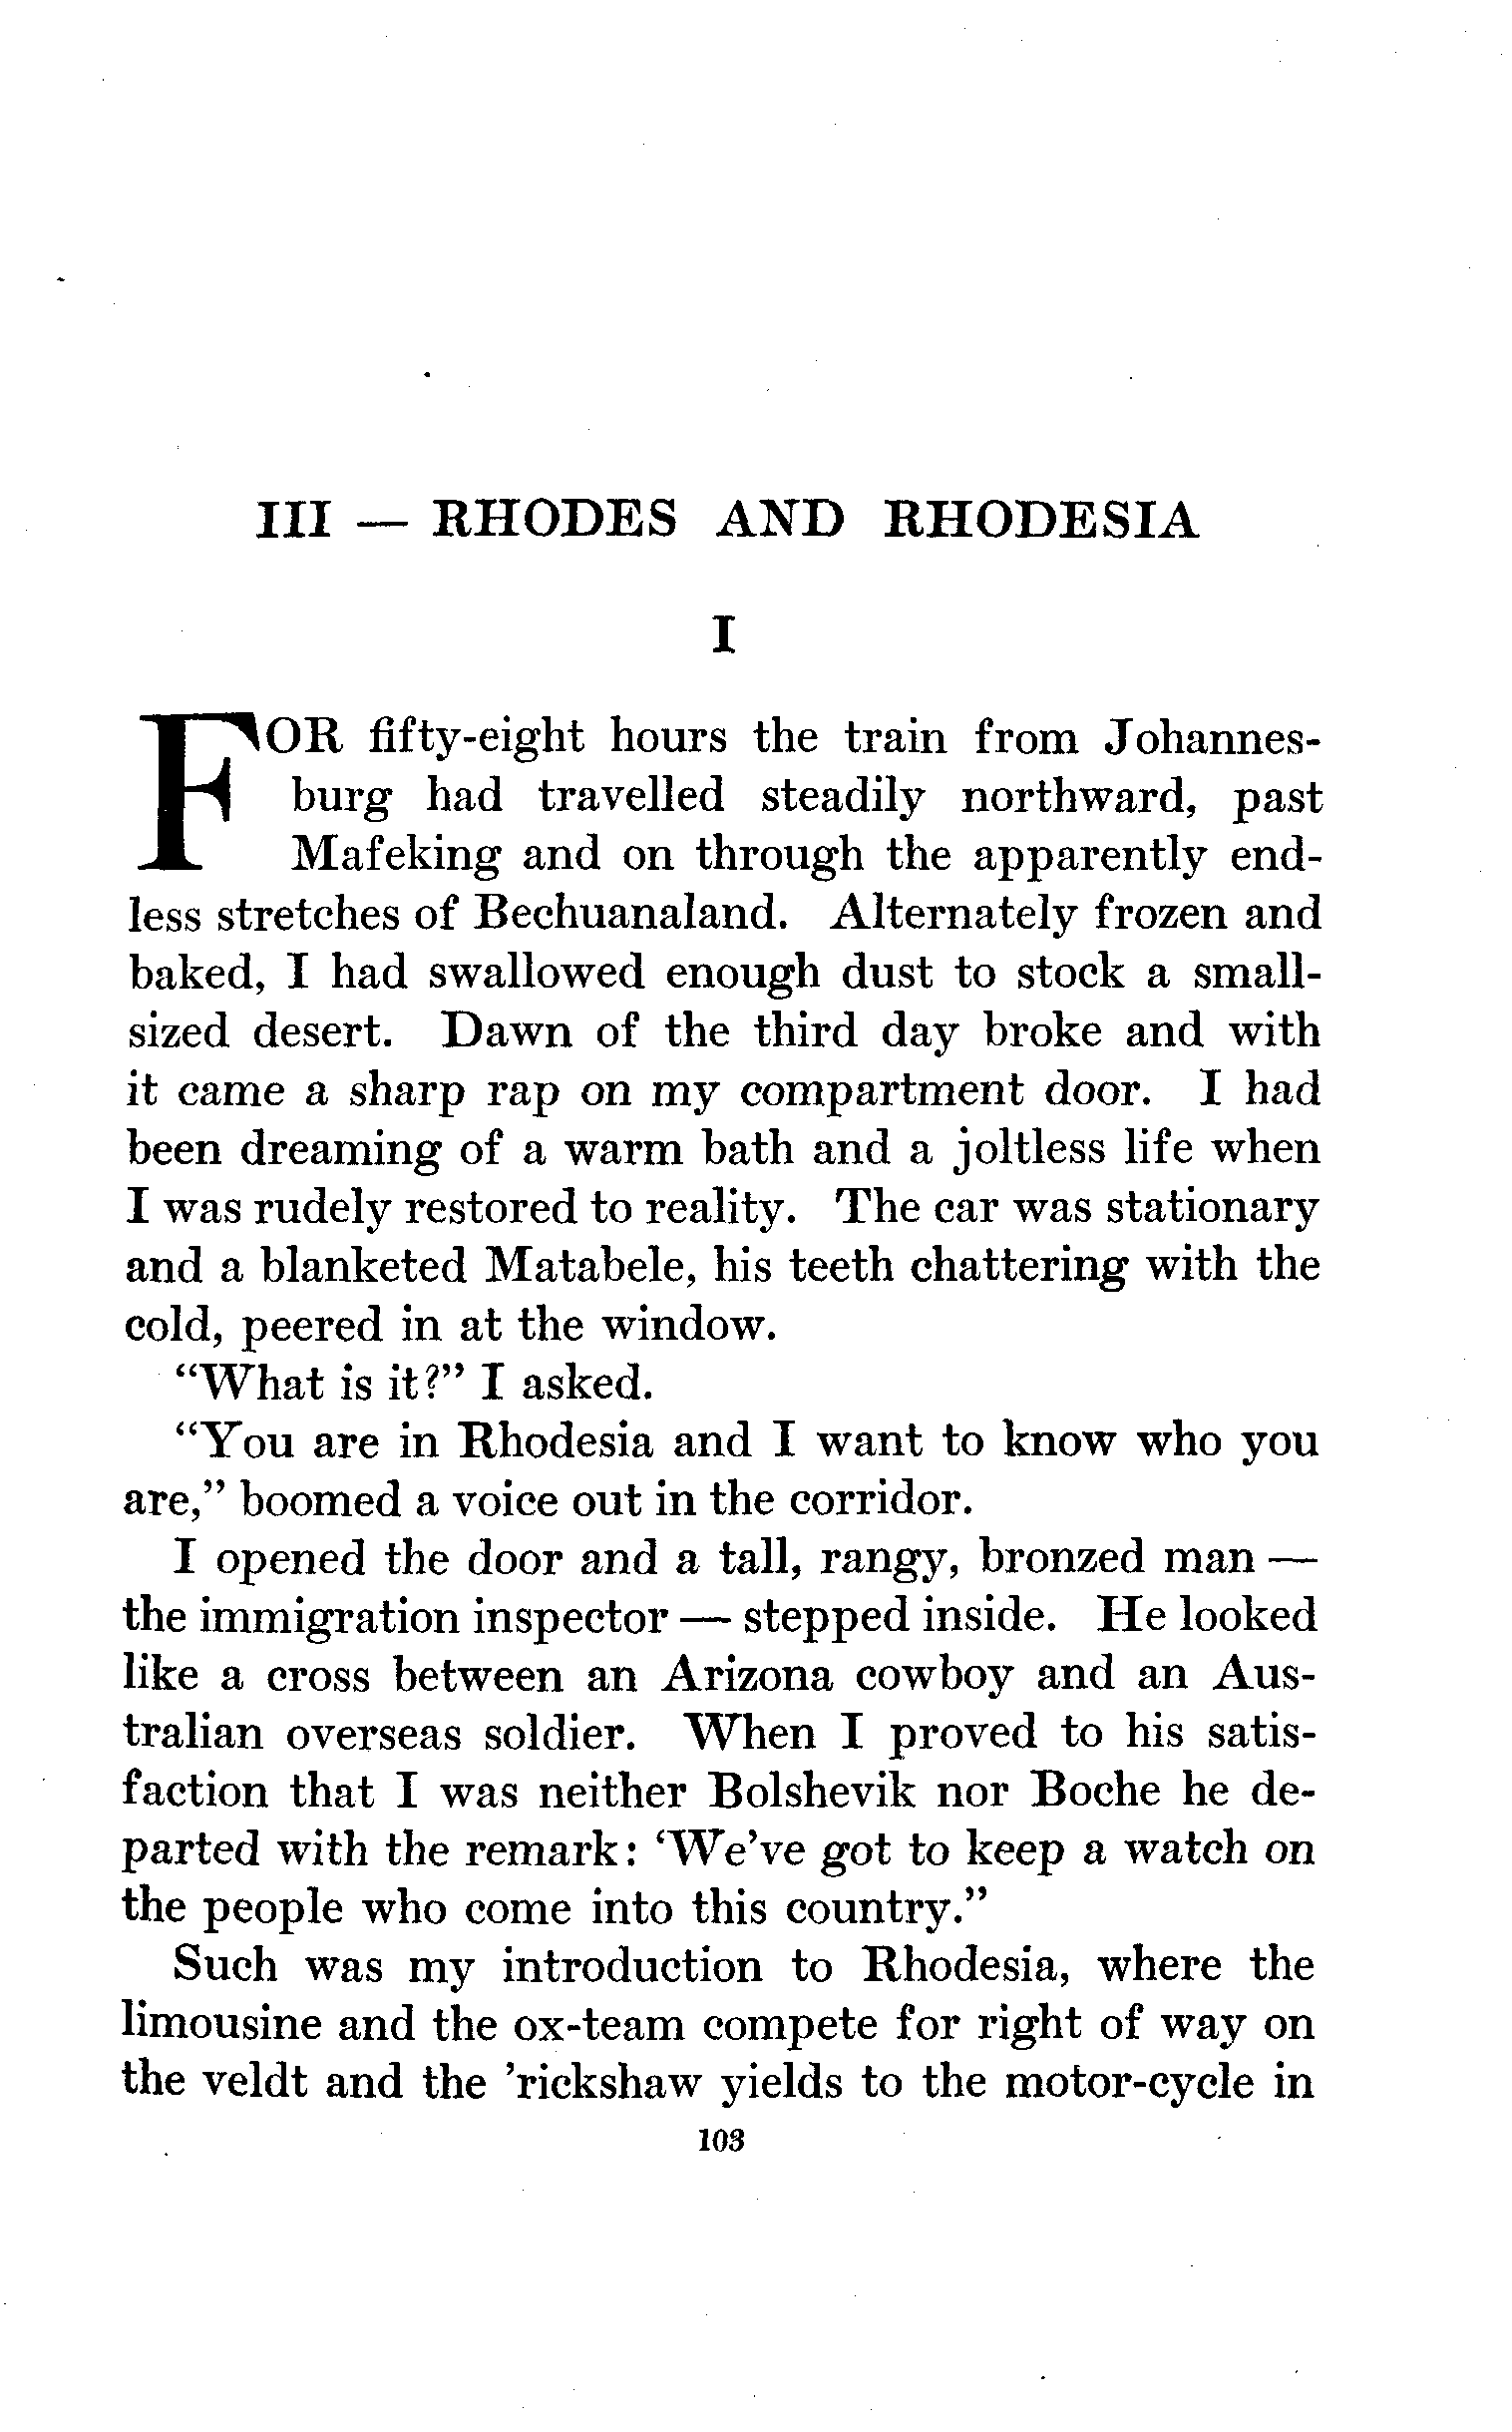 III — RHODES AND RHODESIA
I
FOR fifty-eight hours the train from Johannes-
burg had travelled steadily northward, past
Mafeking and on through the apparently end-
less stretches of Bechuanaland. Alternately frozen and
baked, I had swallowed enough dust to stock a small-
sized desert. Dawn of the third day broke and with
it came a sharp rap on my compartment door. I had
been dreaming of a warm bath and a joltless life when
I was rudely restored to reality. The car was stationary
and a blanketed Matabele, his teeth chattering with the
cold, peered in at the window.
“What is it?” I asked.
“You are in Rhodesia and I want to know who you
are,” boomed a voice out in the corridor.
I opened the door and a tall, rangy, bronzed man —
the immigration inspector — stepped inside. He looked
like a cross between an Arizona cowboy and an Aus-
tralian overseas soldier. When I proved to his satis-
faction that I was neither Bolshevik nor Boche he de-
parted with the remark: ‘We’ve got to keep a watch on
the people who come into this country.”
Such was my introduction to Rhodesia, where the
limousine and the ox-team compete for right of way on
the veldt and the ’rickshaw yields to the motor-cycle in
103